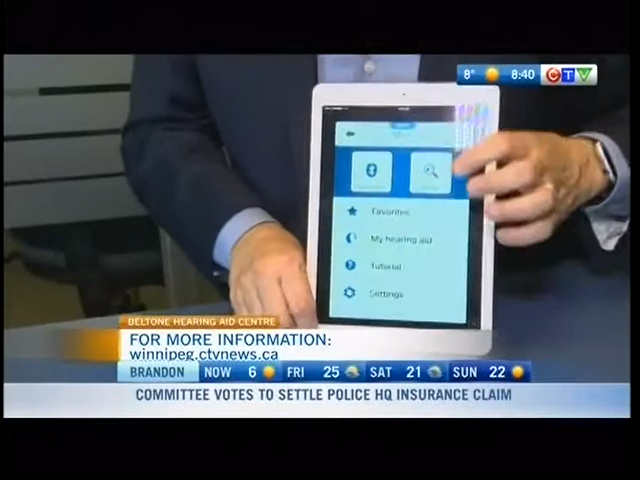 8° 8:40 CTV
Favorites
My hearing aid
Tutorial
Settings
BELTONE HEARING AID CENTRE
FOR MORE INFORMATION:
winnipeg.ctvnews.ca
BRANDON NOW 6 FRI 25 SAT 21 SUN 22
COMMITTEE VOTES TO SETTLE POLICE HQ INSURANCE CLAIM